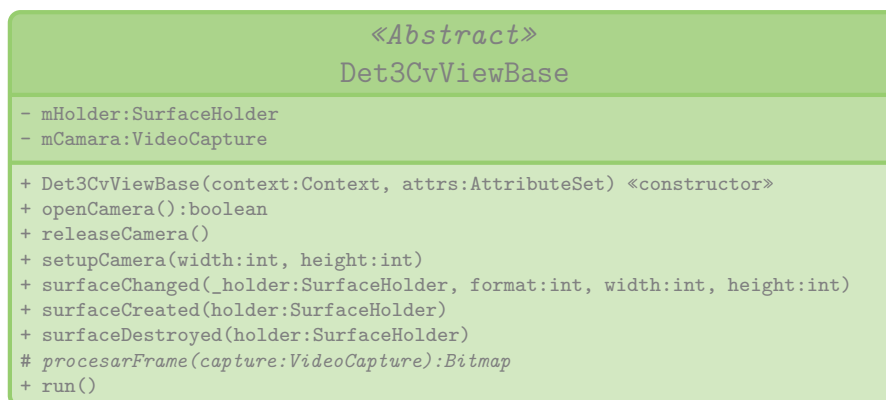 «Abstract»
Det3CvViewBase
- mHolder:SurfaceHolder
- mCamara:VideoCapture
+ Det3CvViewBase(context:Context, attrs:AttributeSet) «constructor»
+ openCamera():boolean
+ releaseCamera()
+ setupCamera(width:int, height:int)
+ surfaceChanged(_holder:SurfaceHolder, format:int, width:int, height:int)
+ surfaceCreated(holder:SurfaceHolder)
+ surfaceDestroyed(holder:SurfaceHolder)
# procesarFrame(capture:VideoCapture):Bitmap
+ run()